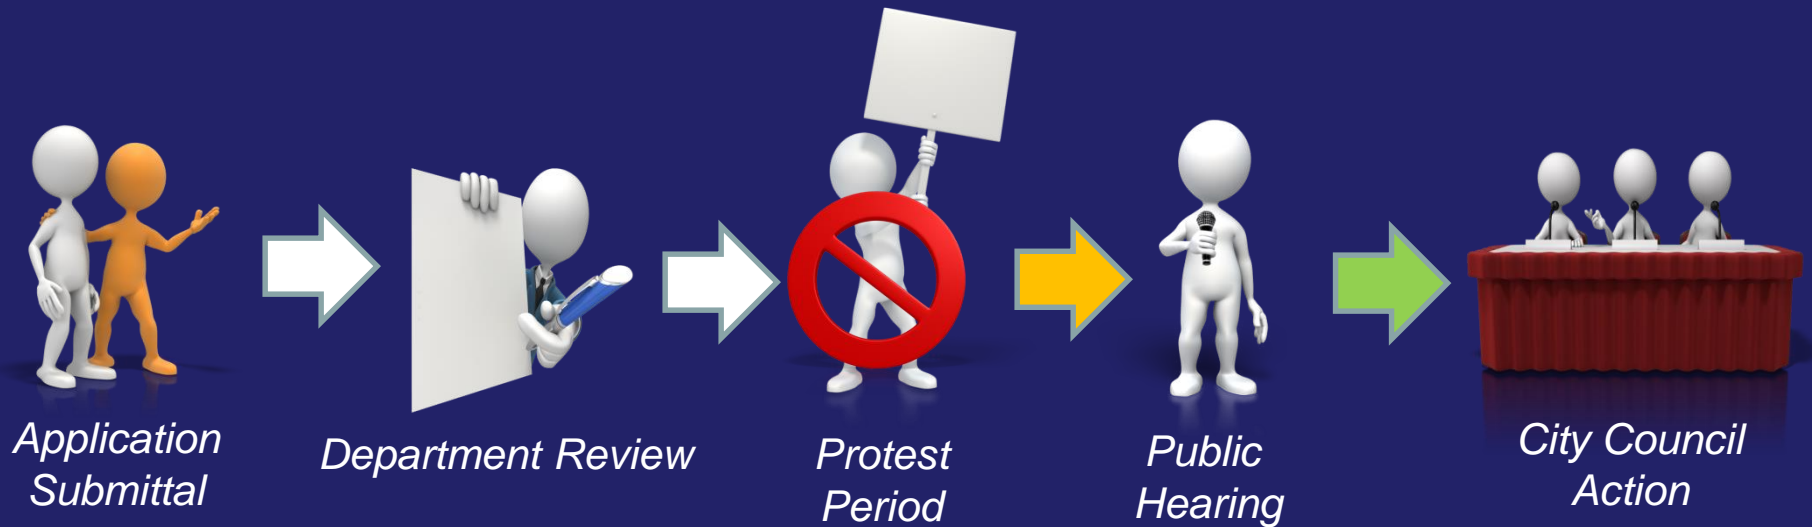 Application
Submittal
Department Review
Protest
Period
Public
Hearing
City Council
Action